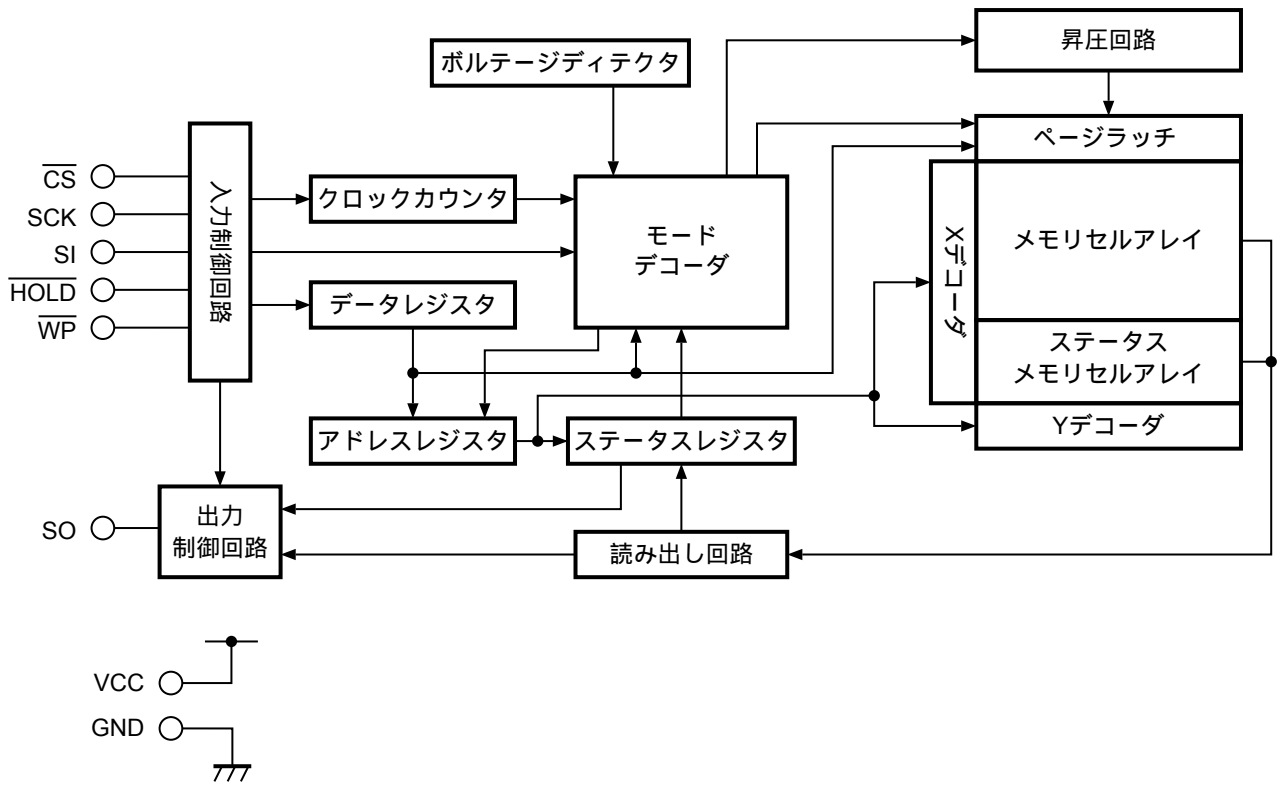 昇圧回路
ボルテージディテクタ
ページラッチ
CS
SCK
SI
HOLD
WP
入力制御回路
クロックカウンタ
モード
デコーダ
データレジスタ
Xデコーダ
メモリセルアレイ
ステータス
メモリセルアレイ
Yデコーダ
アドレスレジスタ
ステータスレジスタ
SO
出力
制御回路
読み出し回路
VCC
GND